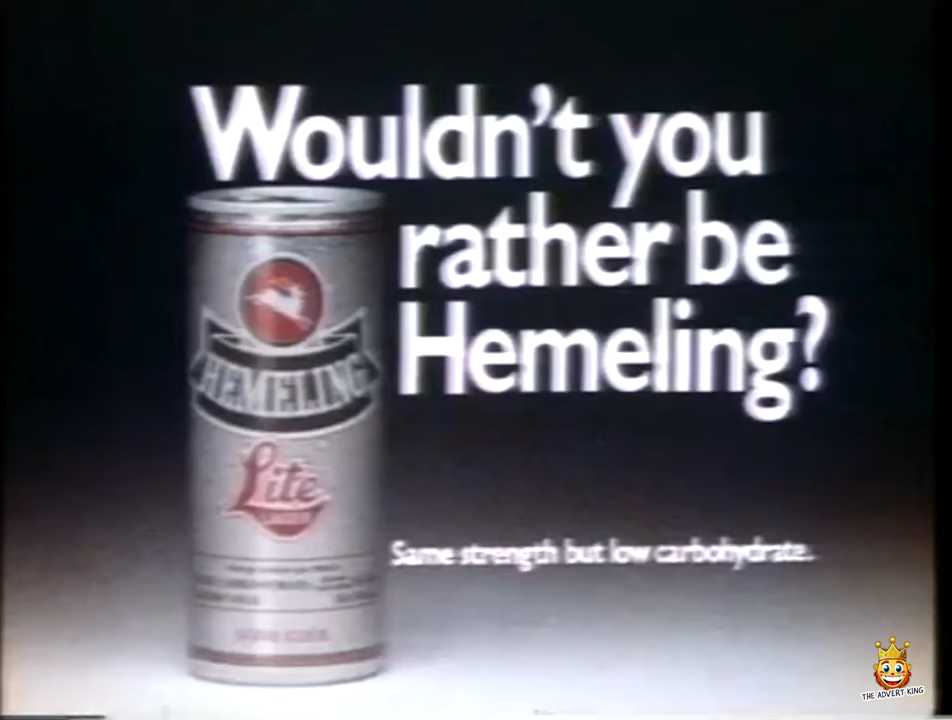 Wouldn't you
rather be
Hemeling?
HEMELING
Lite
Same strength but low carbohydrate.
THE ADVERT KING